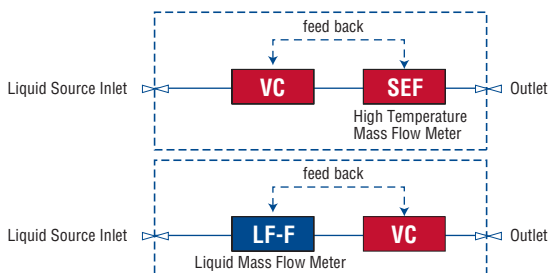 feed back
Liquid Source Inlet VC SEF Outlet
High Temperature
Mass Flow Meter
feed back
Liquid Source Inlet LF-F VC Outlet
Liquid Mass Flow Meter